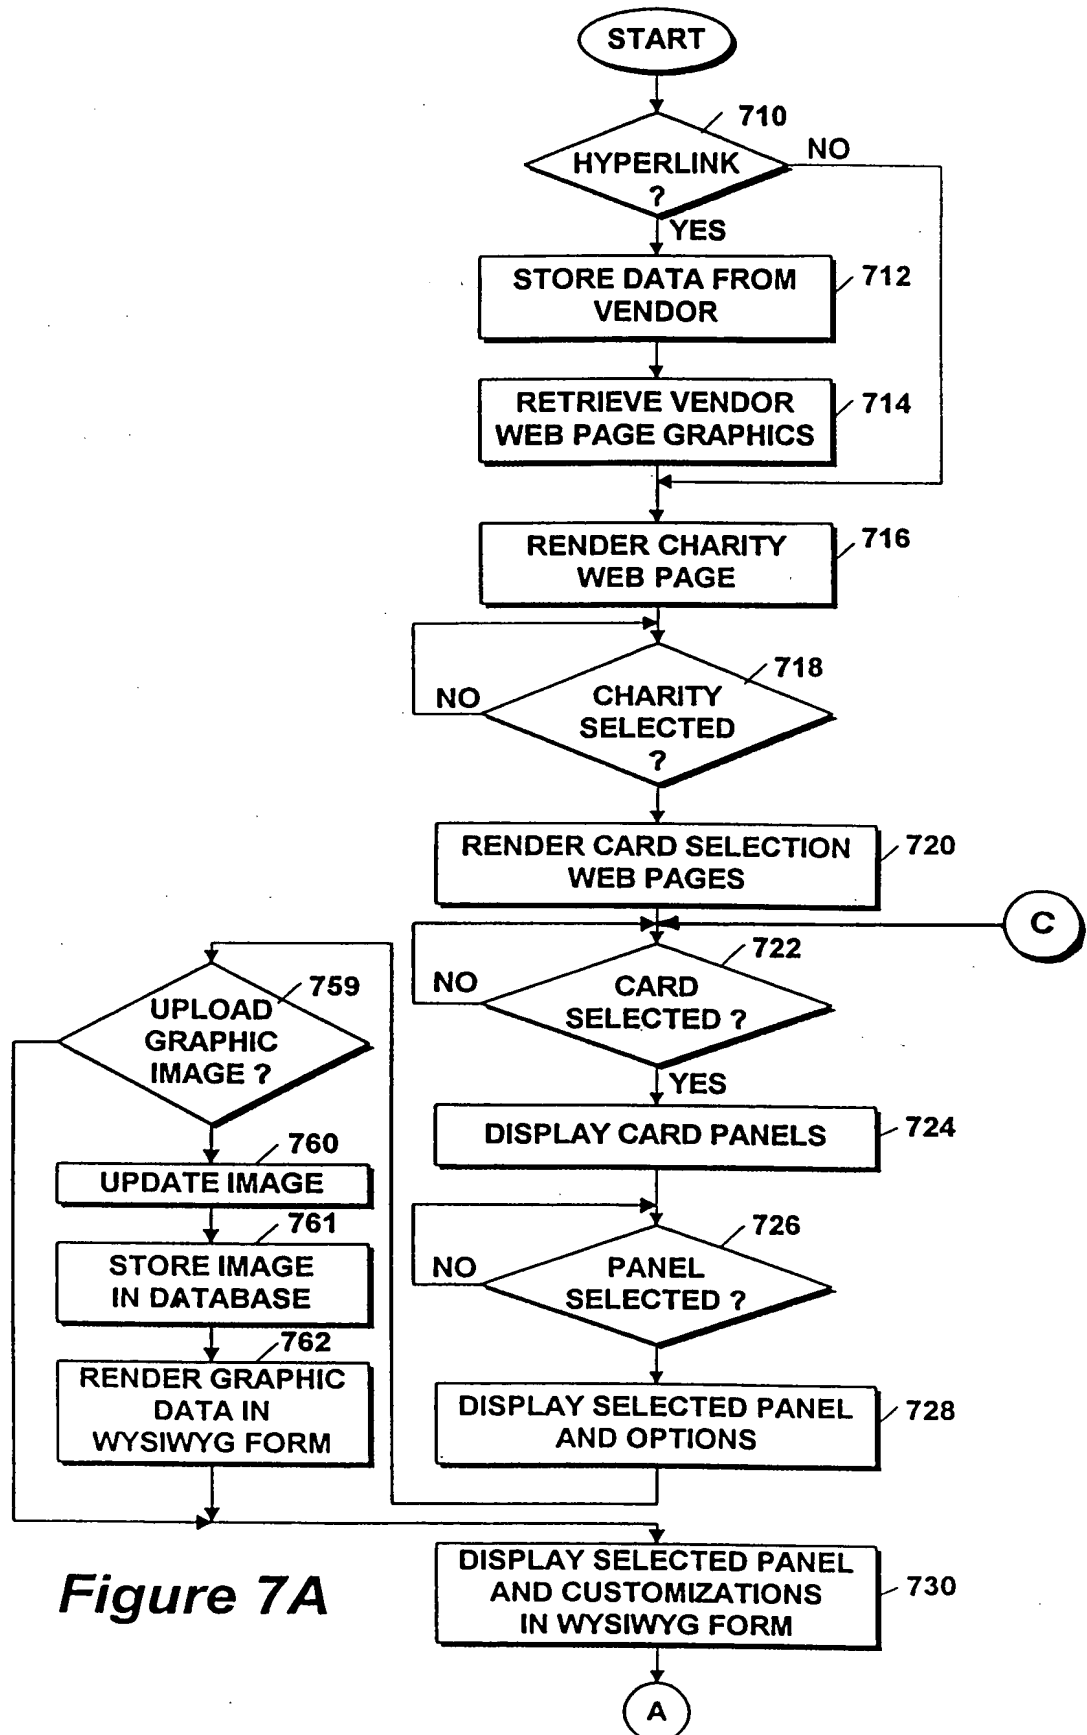 START
710
HYPERLINK
?
NO
YES
STORE DATA FROM
VENDOR
712
RETRIEVE VENDOR
WEB PAGE GRAPHICS
714
RENDER CHARITY
WEB PAGE
716
718
CHARITY
SELECTED
?
NO
RENDER CARD SELECTION
WEB PAGES
720
C
722
CARD
SELECTED ?
NO
YES
DISPLAY CARD PANELS
724
726
PANEL
SELECTED ?
NO
DISPLAY SELECTED PANEL
AND OPTIONS
728
759
UPLOAD
GRAPHIC
IMAGE ?
760
UPDATE IMAGE
761
STORE IMAGE
IN DATABASE
762
RENDER GRAPHIC
DATA IN
WYSIWYG FORM
DISPLAY SELECTED PANEL
AND CUSTOMIZATIONS
IN WYSIWYG FORM
730
A
Figure 7A